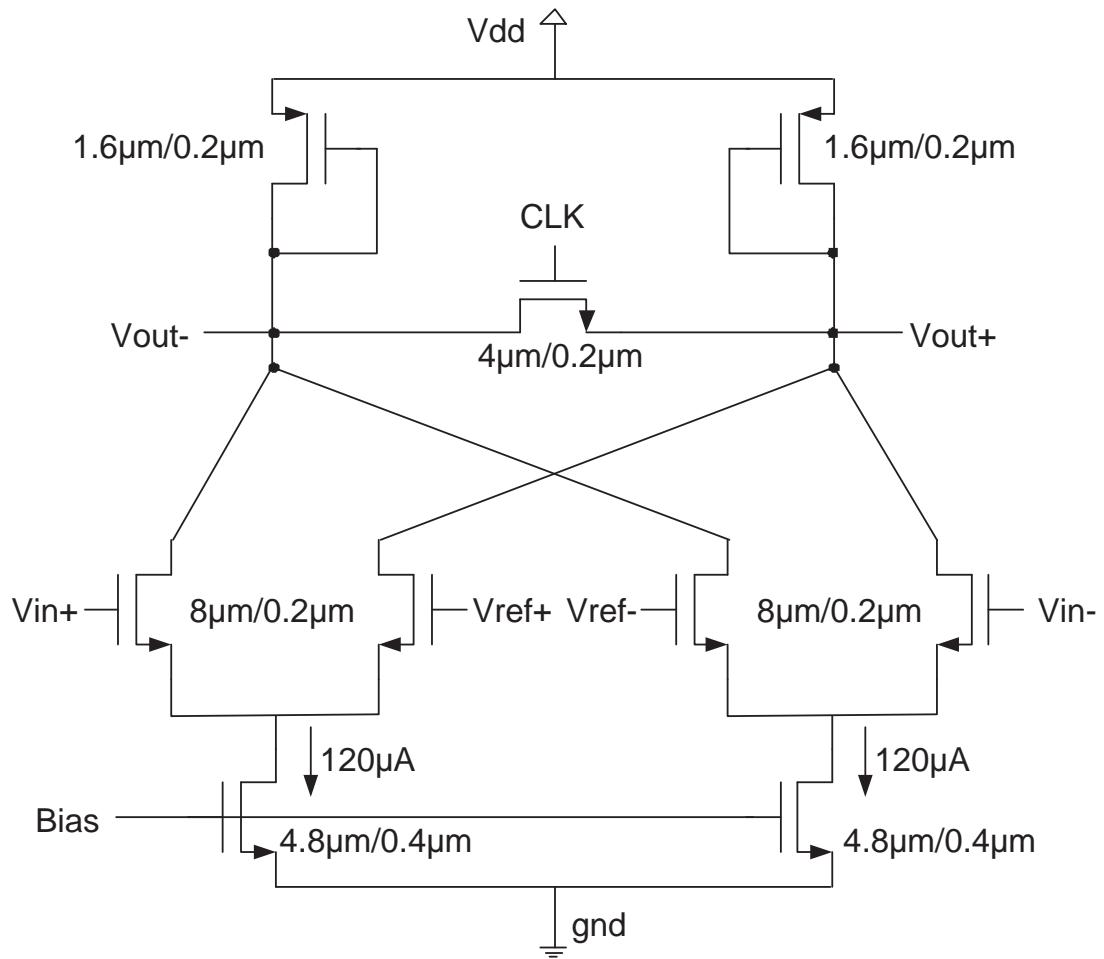 Vdd
1.6µm/0.2µm
1.6µm/0.2µm
CLK
Vout-
Vout+
4µm/0.2µm
Vin+
8µm/0.2µm
Vref+
Vref-
8µm/0.2µm
Vin-
120µA
120µA
Bias
4.8µm/0.4µm
4.8µm/0.4µm
gnd